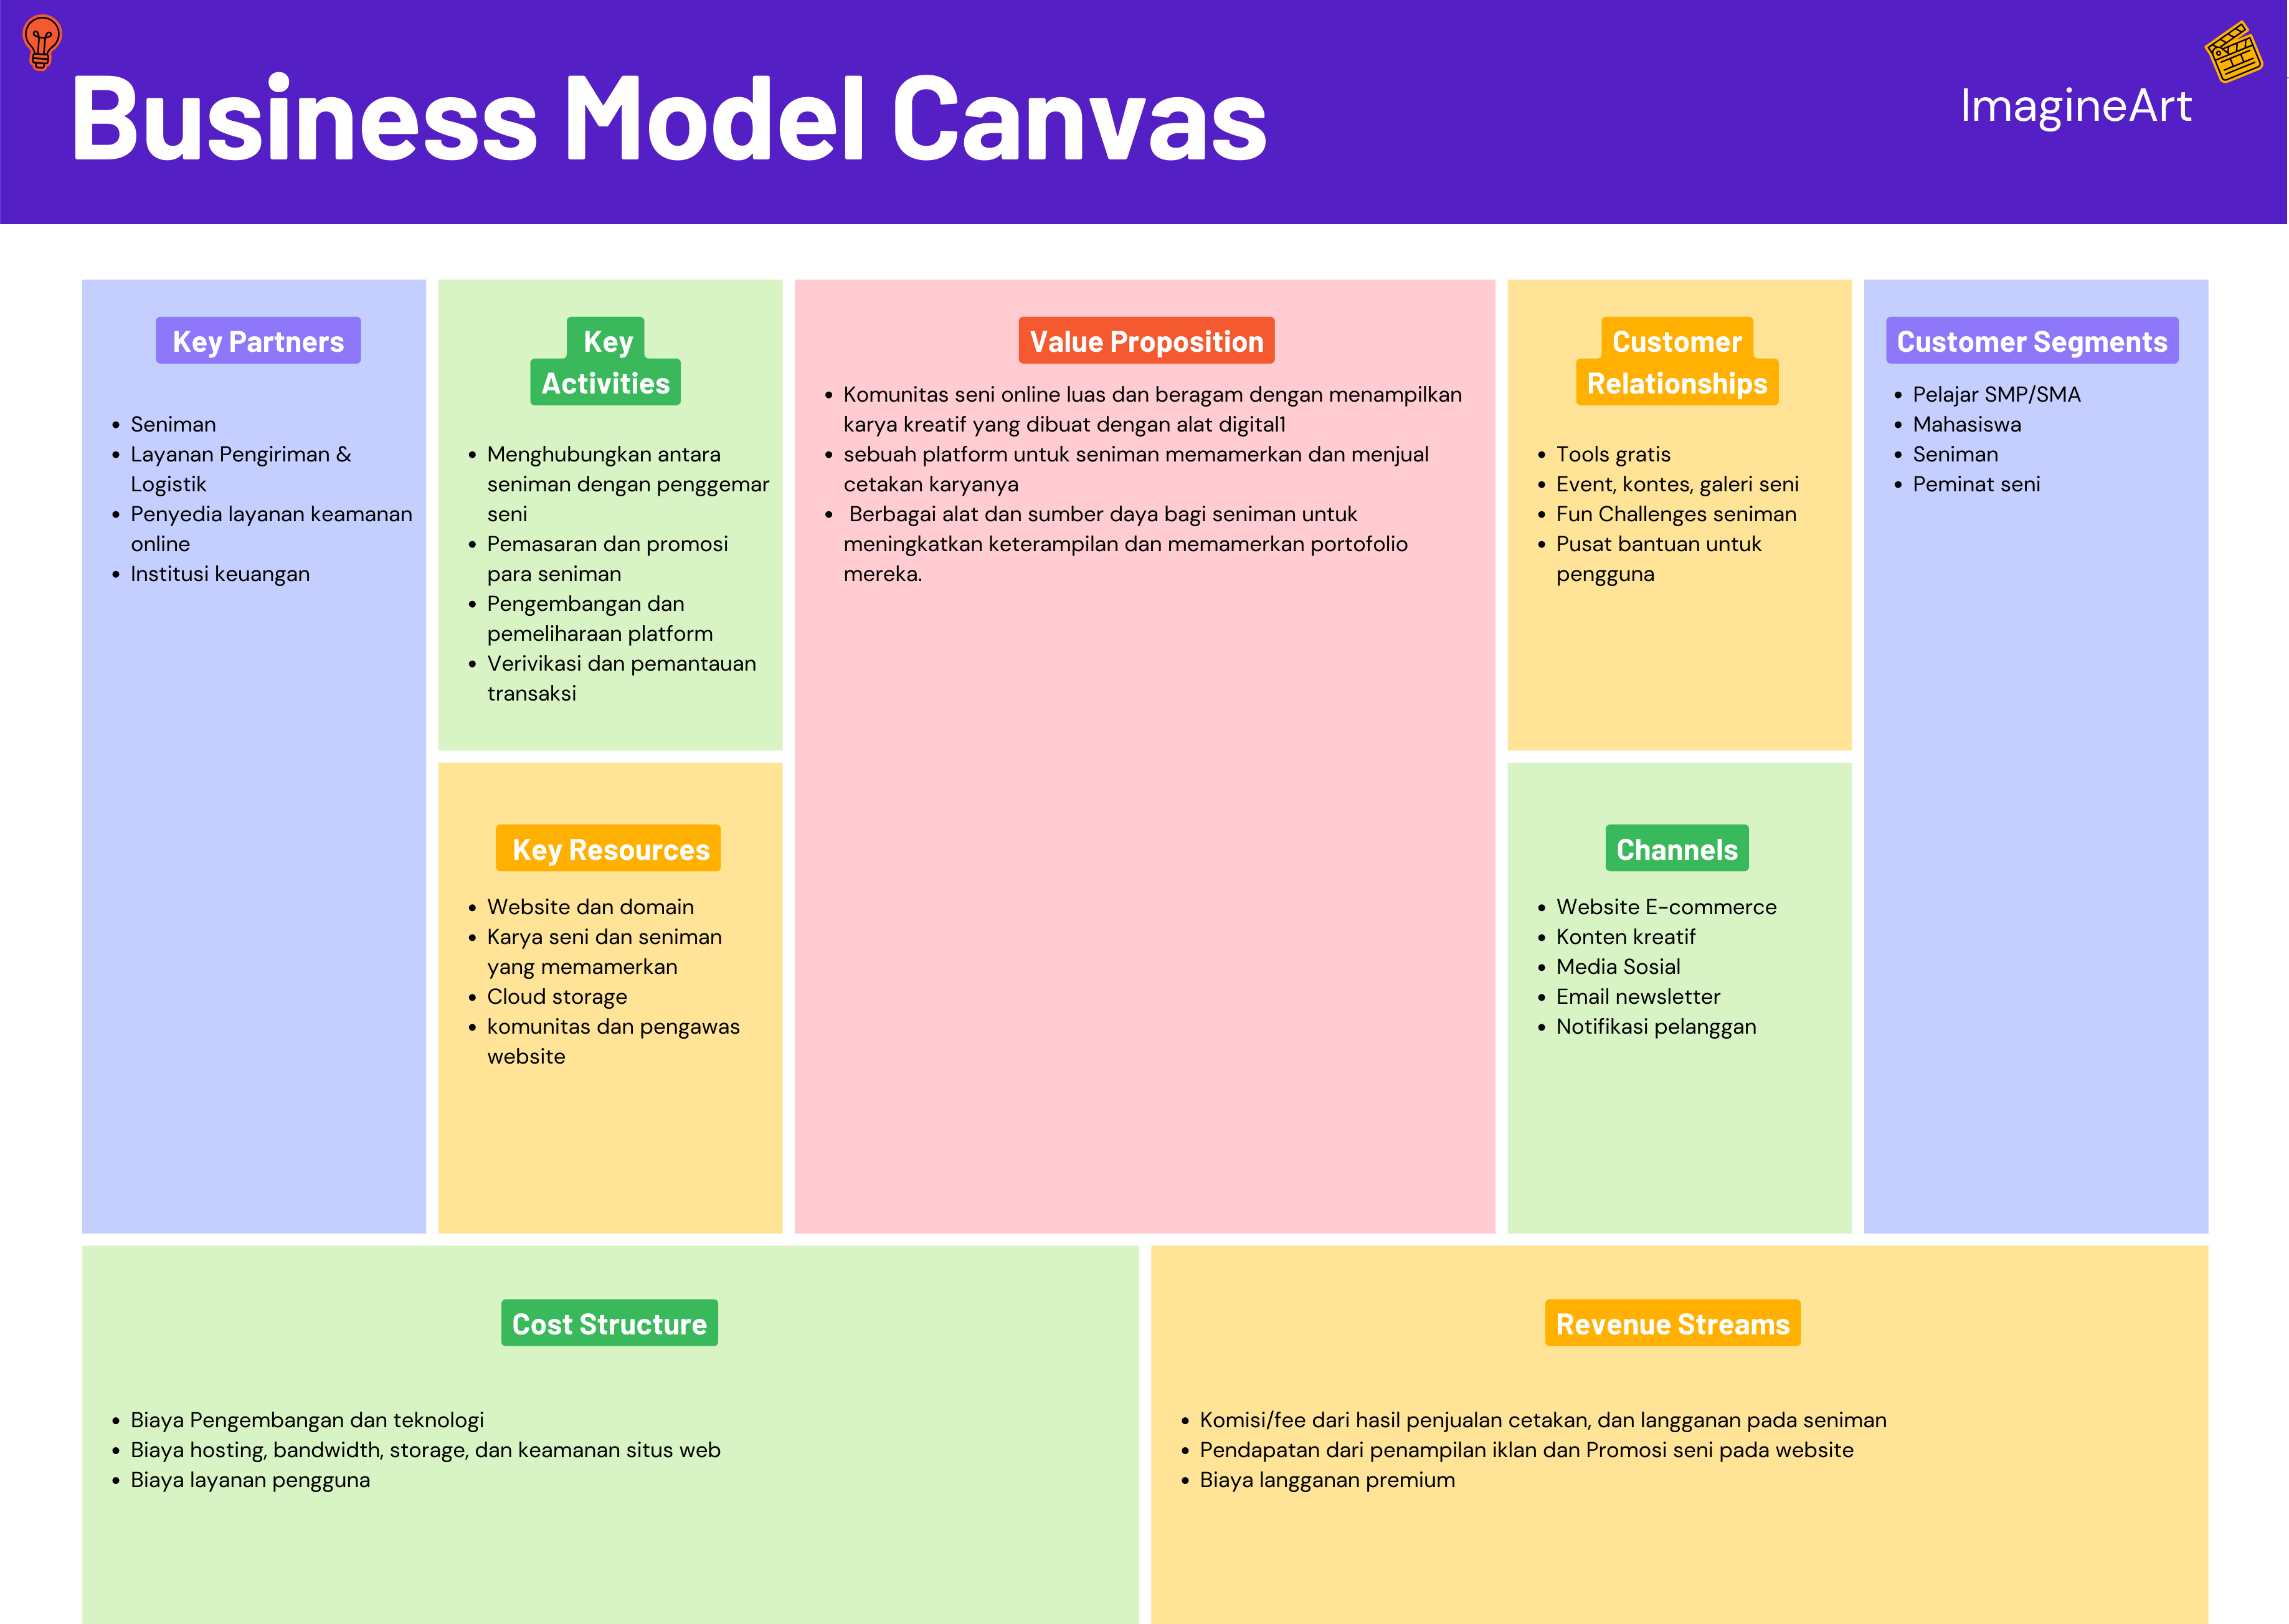 Business Model Canvas
ImagineArt
Key Partners
Seniman
Layanan Pengiriman &
Logistik
Penyedia layanan keamanan
online
Institusi keuangan
Key
Activities
Menghubungkan antara
seniman dengan penggemar
seni
Pemasaran dan promosi
para seniman
Pengembangan dan
pemeliharaan platform
Verivikasi dan pemantauan
transaksi
Key Resources
Website dan domain
Karya seni dan seniman
yang memamerkan
Cloud storage
komunitas dan pengawas
website
Value Proposition
Komunitas seni online luas dan beragam dengan menampilkan
karya kreatif yang dibuat dengan alat digital1
sebuah platform untuk seniman memamerkan dan menjual
cetakan karyanya
Berbagai alat dan sumber daya bagi seniman untuk
meningkatkan keterampilan dan memamerkan portofolio
mereka.
Customer
Relationships
Tools gratis
Event, kontes, galeri seni
Fun Challenges seniman
Pusat bantuan untuk
pengguna
Channels
Website E-commerce
Konten kreatif
Media Sosial
Email newsletter
Notifikasi pelanggan
Customer Segments
Pelajar SMP/SMA
Mahasiswa
Seniman
Peminat seni
Cost Structure
Biaya Pengembangan dan teknologi
Biaya hosting, bandwidth, storage, dan keamanan situs web
Biaya layanan pengguna
Revenue Streams
Komisi/fee dari hasil penjualan cetakan, dan langganan pada seniman
Pendapatan dari penampilan iklan dan Promosi seni pada website
Biaya langganan premium